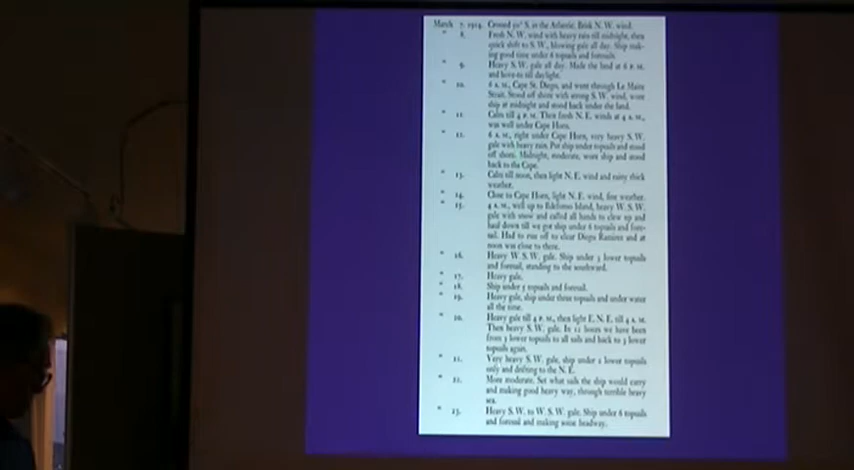 March 7, 1914. Crossed 50° S. in the Atlantic. Brisk N. W. wind.
" 8. Fresh N. W. wind with heavy rain till midnight, then
quick shift to S. W., blowing gale all day. Ship mak-
ing good time under 6 topsails and foresails.
" 9. Heavy S. W. gale all day. Made the land at 6 P. M.
and hove-to till daylight.
" 10. 6 A. M., Cape St. Diego, and went through Le Maire
Strait. Stood off shore with strong S. W. wind, wore
ship at midnight and stood back under the land.
" 11. Calm till 4 P. M. Then fresh N. E. winds at 4 A. M.,
was well under Cape Horn.
" 12. 6 A. M., right under Cape Horn, very heavy S. W.
gale with heavy rain. Put ship under topsails and stood
off shore. Midnight, moderate, wore ship and stood
back to the Cape.
" 13. Calm till noon, then light N. E. wind and rainy thick
weather.
" 14. Close to Cape Horn, light N. E. wind, fine weather.
" 15. 4 A. M., well up to Ildefonso Island, heavy W. S. W.
gale with snow and called all hands to clew up and
haul down till we got ship under 6 topsails and fore-
sail. Had to run off to clear Diego Ramirez and at
noon was close to there.
" 16. Heavy W. S. W. gale. Ship under 3 lower topsails
and foresail, standing to the southward.
" 17. Heavy gale.
" 18. Ship under 5 topsails and foresail.
" 19. Heavy gale, ship under three topsails and under water
all the time.
" 20. Heavy gale till 4 P. M., then light E. N. E. till 4 A. M.
Then heavy S. W. gale. In 12 hours we have been
from 3 lower topsails to all sails and back to 3 lower
topsails again.
" 21. Very heavy S. W. gale, ship under 2 lower topsails
only and drifting to the N. E.
" 22. More moderate. Set what sails the ship would carry
and making good heavy way, through terrible heavy
sea.
" 23. Heavy S. W. to W. S. W. gale. Ship under 6 topsails
and foresail and making some headway.